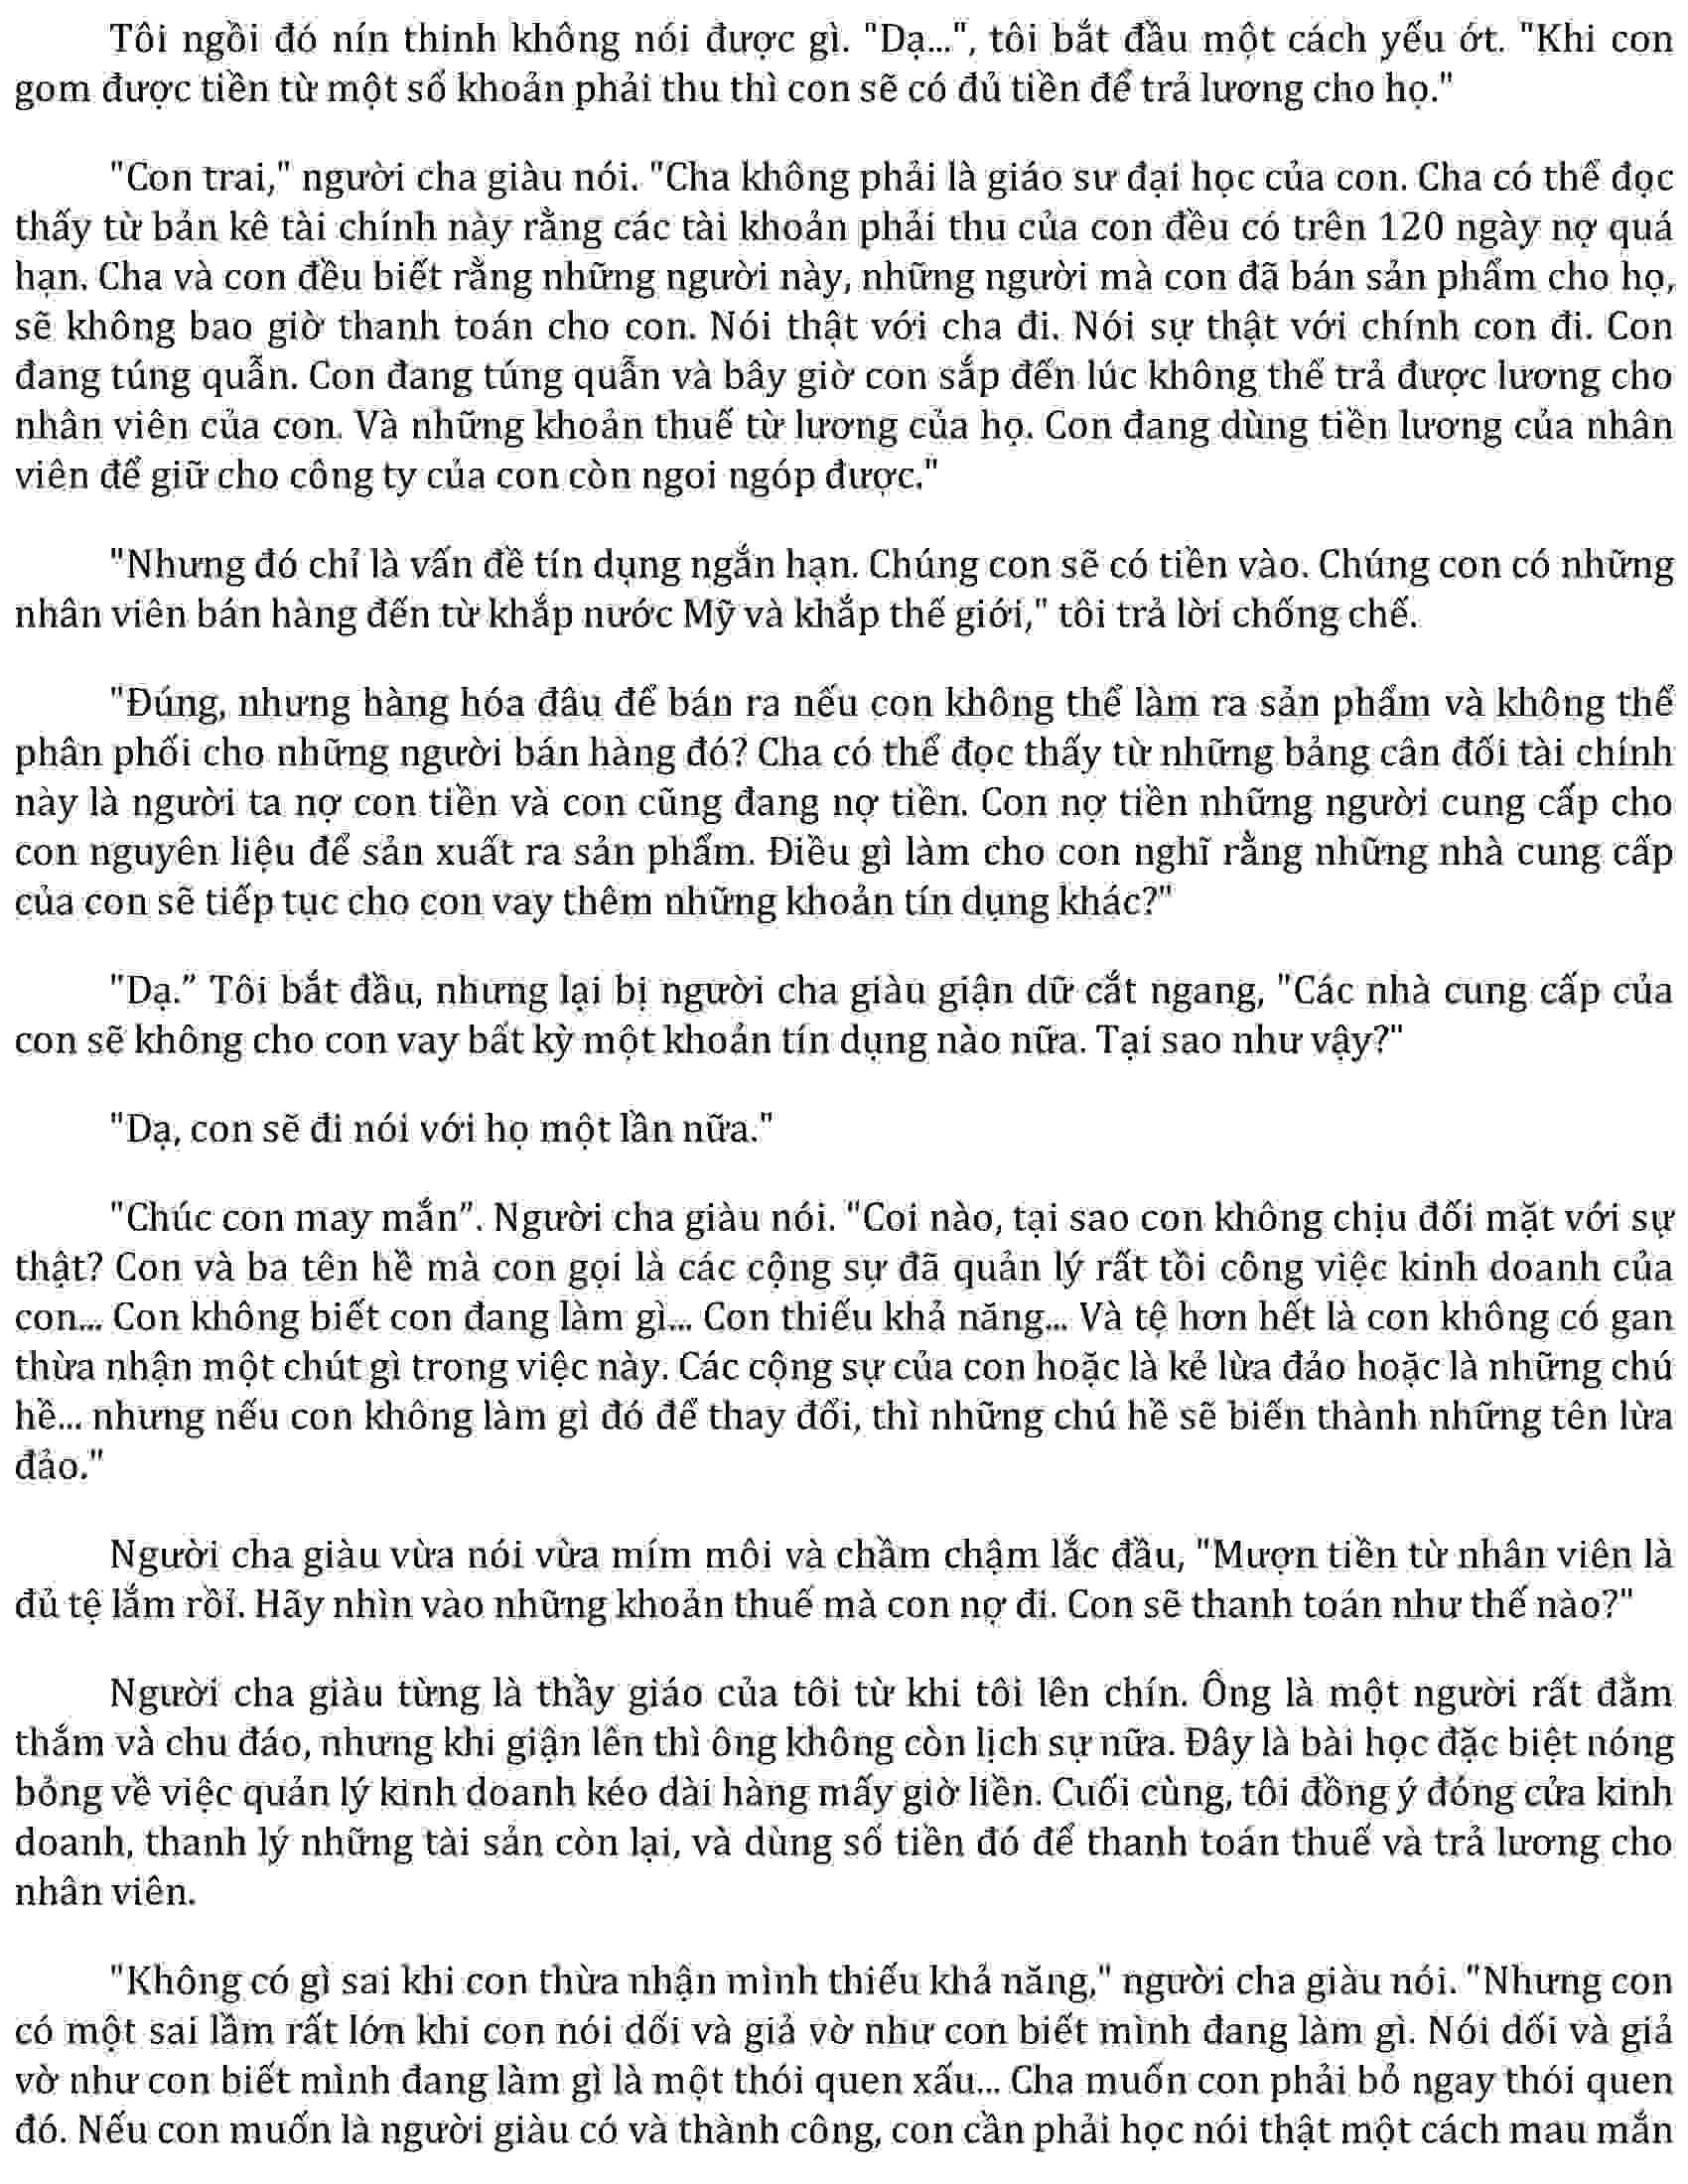 Tôi ngồi đó nín thinh không nói được gì. "Dạ...", tôi bắt đầu một cách yếu ớt. "Khi con
gom được tiền từ một số khoản phải thu thì con sẽ có đủ tiền để trả lương cho họ."
"Con trai," người cha giàu nói. "Cha không phải là giáo sư đại học của con. Cha có thể đọc
thấy từ bản kê tài chính này rằng các tài khoản phải thu của con đều có trên 120 ngày nợ quá
hạn. Cha và con đều biết rằng những người này, những người mà con đã bán sản phẩm cho họ,
sẽ không bao giờ thanh toán cho con. Nói thật với cha đi. Nói sự thật với chính con đi. Con
đang túng quẫn. Con đang túng quẫn và bây giờ con sắp đến lúc không thể trả được lương cho
nhân viên của con. Và những khoản thuế từ lương của họ. Con đang dùng tiền lương của nhân
viên để giữ cho công ty của con còn ngoi ngóp được."
"Nhưng đó chỉ là vấn đề tín dụng ngắn hạn. Chúng con sẽ có tiền vào. Chúng con có những
nhân viên bán hàng đến từ khắp nước Mỹ và khắp thế giới," tôi trả lời chống chế.
"Đúng, nhưng hàng hóa đâu để bán ra nếu con không thể làm ra sản phẩm và không thể
phân phối cho những người bán hàng đó? Cha có thể đọc thấy từ những bảng cân đối tài chính
này là người ta nợ con tiền và con cũng đang nợ tiền. Con nợ tiền những người cung cấp cho
con nguyên liệu để sản xuất ra sản phẩm. Điều gì làm cho con nghĩ rằng những nhà cung cấp
của con sẽ tiếp tục cho con vay thêm những khoản tín dụng khác?"
"Dạ.” Tôi bắt đầu, nhưng lại bị người cha giàu giận dữ cắt ngang, "Các nhà cung cấp của
con sẽ không cho con vay bất kỳ một khoản tín dụng nào nữa. Tại sao như vậy?"
"Dạ, con sẽ đi nói với họ một lần nữa."
"Chúc con may mắn”. Người cha giàu nói. "Coi nào, tại sao con không chịu đối mặt với sự
thật? Con và ba tên hề mà con gọi là các cộng sự đã quản lý rất tồi công việc kinh doanh của
con... Con không biết con đang làm gì... Con thiếu khả năng... Và tệ hơn hết là con không có gan
thừa nhận một chút gì trong việc này. Các cộng sự của con hoặc là kẻ lừa đảo hoặc là những chú
hề... nhưng nếu con không làm gì đó để thay đổi, thì những chú hề sẽ biến thành những tên lừa
đảo."
Người cha giàu vừa nói vừa mím môi và chầm chậm lắc đầu, "Mượn tiền từ nhân viên là
đủ tệ lắm rồi. Hãy nhìn vào những khoản thuế mà con nợ đi. Con sẽ thanh toán như thế nào?"
Người cha giàu từng là thầy giáo của tôi từ khi tôi lên chín. Ông là một người rất đằm
thắm và chu đáo, nhưng khi giận lên thì ông không còn lịch sự nữa. Đây là bài học đặc biệt nóng
bỏng về việc quản lý kinh doanh kéo dài hàng mấy giờ liền. Cuối cùng, tôi đồng ý đóng cửa kinh
doanh, thanh lý những tài sản còn lại, và dùng số tiền đó để thanh toán thuế và trả lương cho
nhân viên.
"Không có gì sai khi con thừa nhận mình thiếu khả năng," người cha giàu nói. "Nhưng con
có một sai lầm rất lớn khi con nói dối và giả vờ như con biết mình đang làm gì. Nói dối và giả
vờ như con biết mình đang làm gì là một thói quen xấu... Cha muốn con phải bỏ ngay thói quen
đó. Nếu con muốn là người giàu có và thành công, con cần phải học nói thật một cách mau mắn